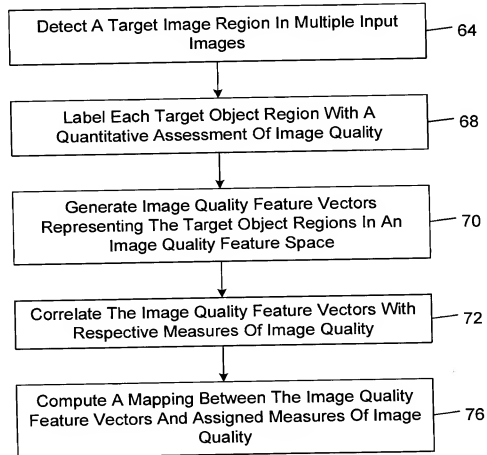 Detect A Target Image Region In Multiple Input
Images
64
Label Each Target Object Region With A
Quantitative Assessment Of Image Quality
68
Generate Image Quality Feature Vectors
Representing The Target Object Regions In An
Image Quality Feature Space
70
Correlate The Image Quality Feature Vectors With
Respective Measures Of Image Quality
72
Compute A Mapping Between The Image Quality
Feature Vectors And Assigned Measures Of Image
Quality
76